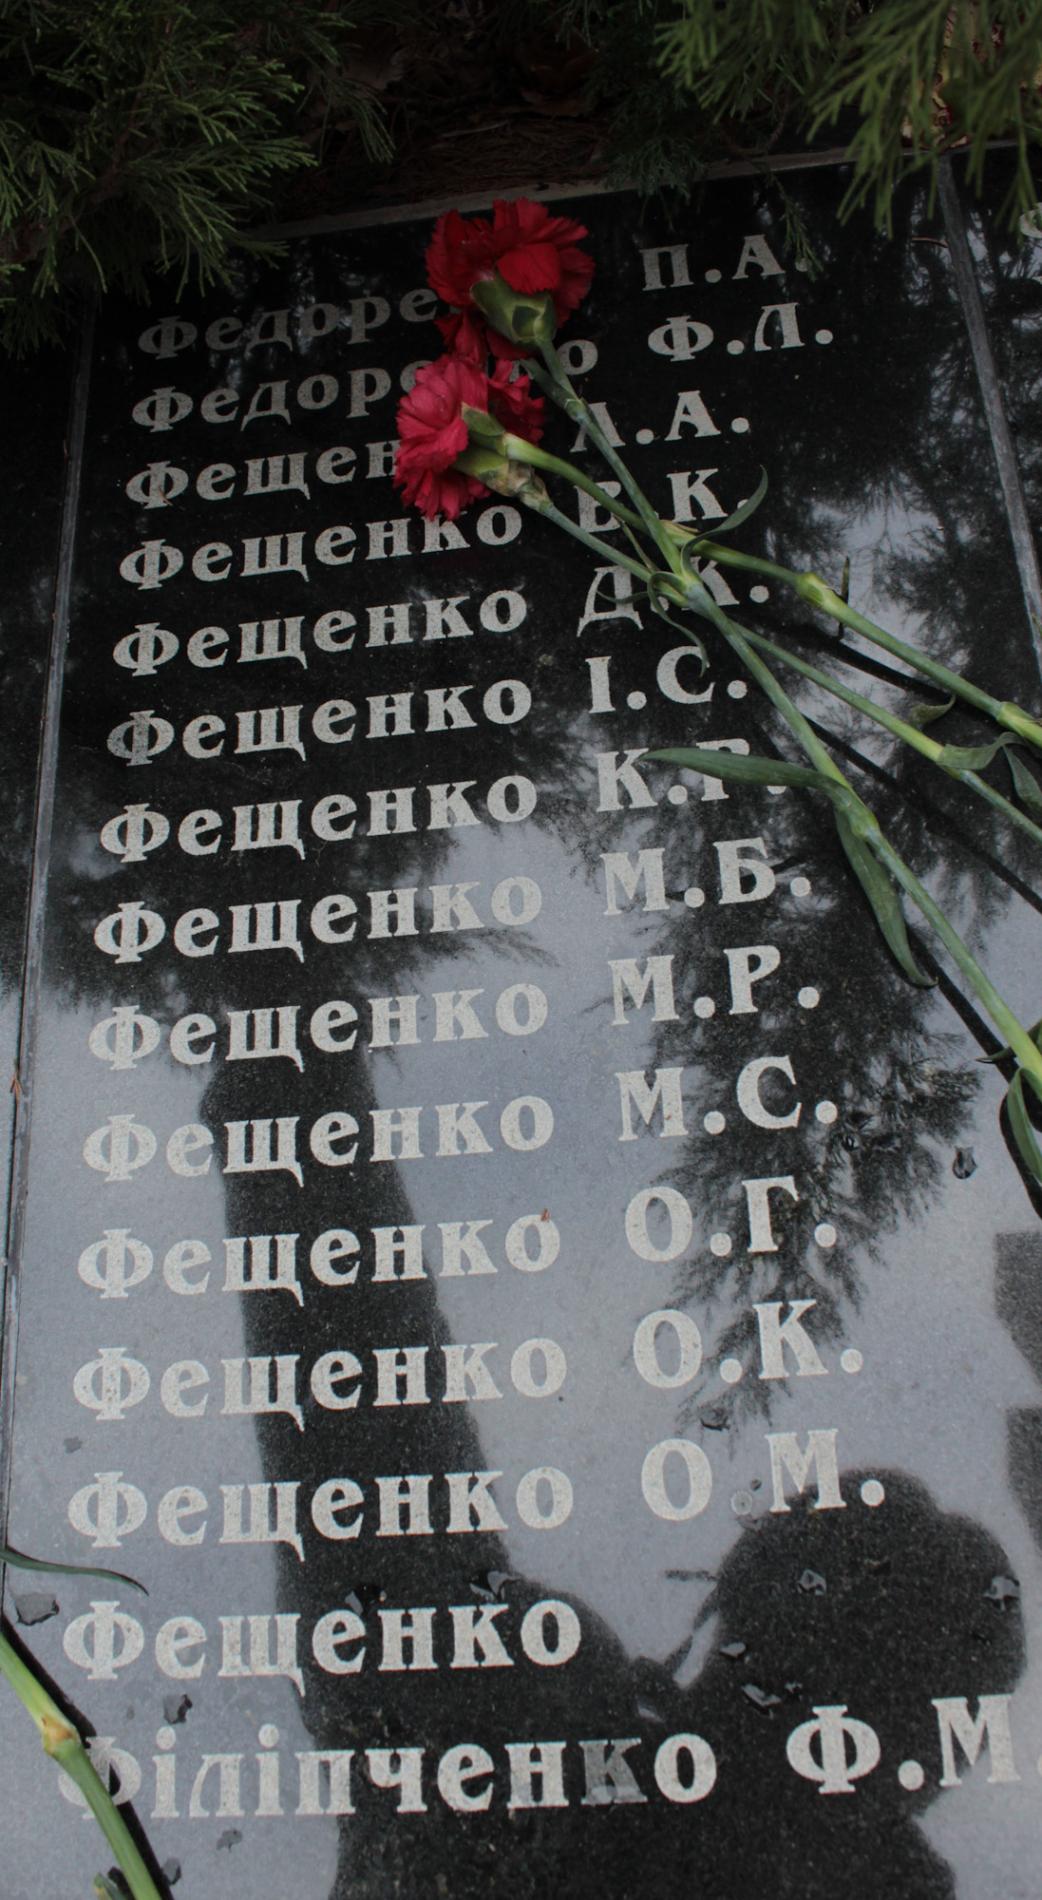 П.А.
Ф.Л.
А.
Фещенко К.
Фещенко Д.К.
Фещенко І.С.
Фещенко К.
Фещенко М.Б.
Фещенко М.Р.
Фещенко М.С.
Фещенко О.Г.
Фещенко О.К.
Фещенко О.М.
Фещенко
Філіпченко Ф.М.